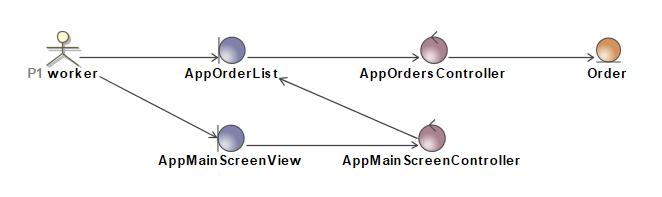 P1 worker
AppOrderList
AppOrdersController
Order
AppMainScreenView
AppMainScreenController